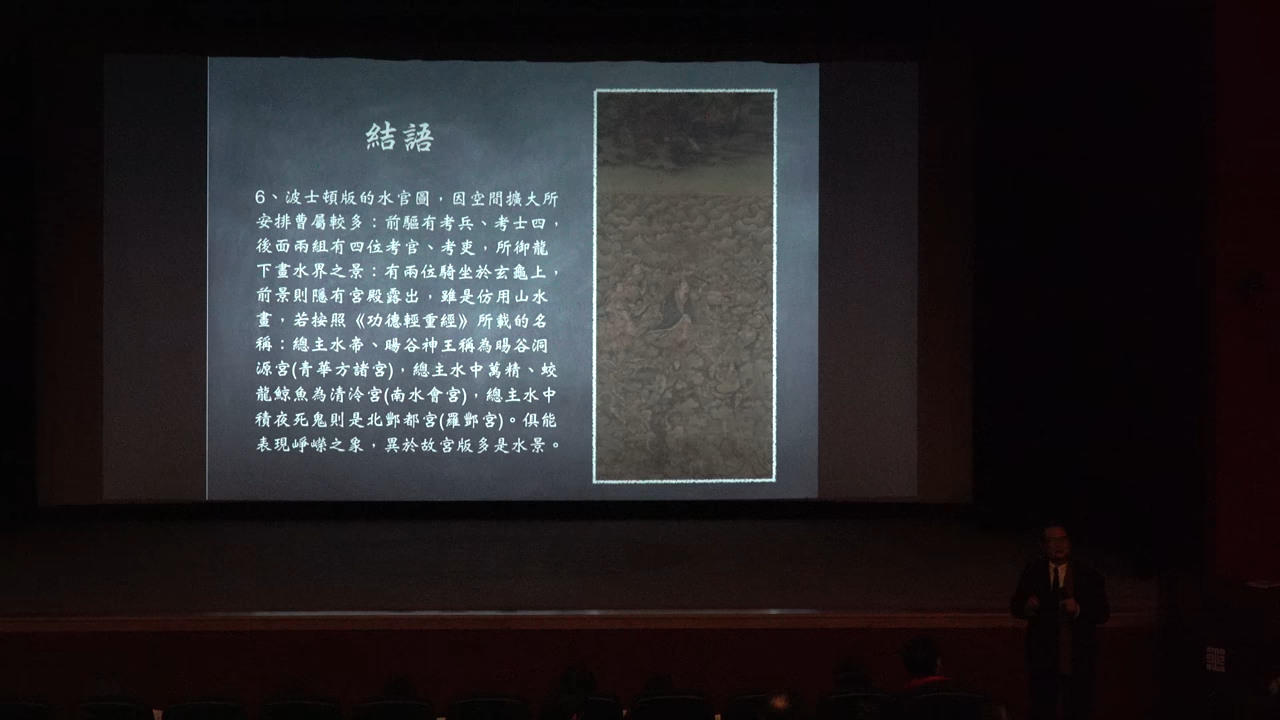 結語
6、波士頓版的水官圖，因空間擴大所
安排曹屬較多：前驅有考兵、考士四，
後面兩組有四位考官、考吏，所御龍
下畫水界之景：有兩位騎坐於玄龜上，
前景則隱有宮殿露出，雖是仿用山水
畫，若按照《功德輕重經》所載的名
稱：總主水帝、暘谷神王稱為暘谷洞
源宮(青華方諸宮)，總主水中萬精、蛟
龍鯨魚為清泠宮(南水會宮)，總主水中
積夜死鬼則是北酆都宮(羅酆宮)。俱能
表現崢嶸之象，異於故宮版多是水景。